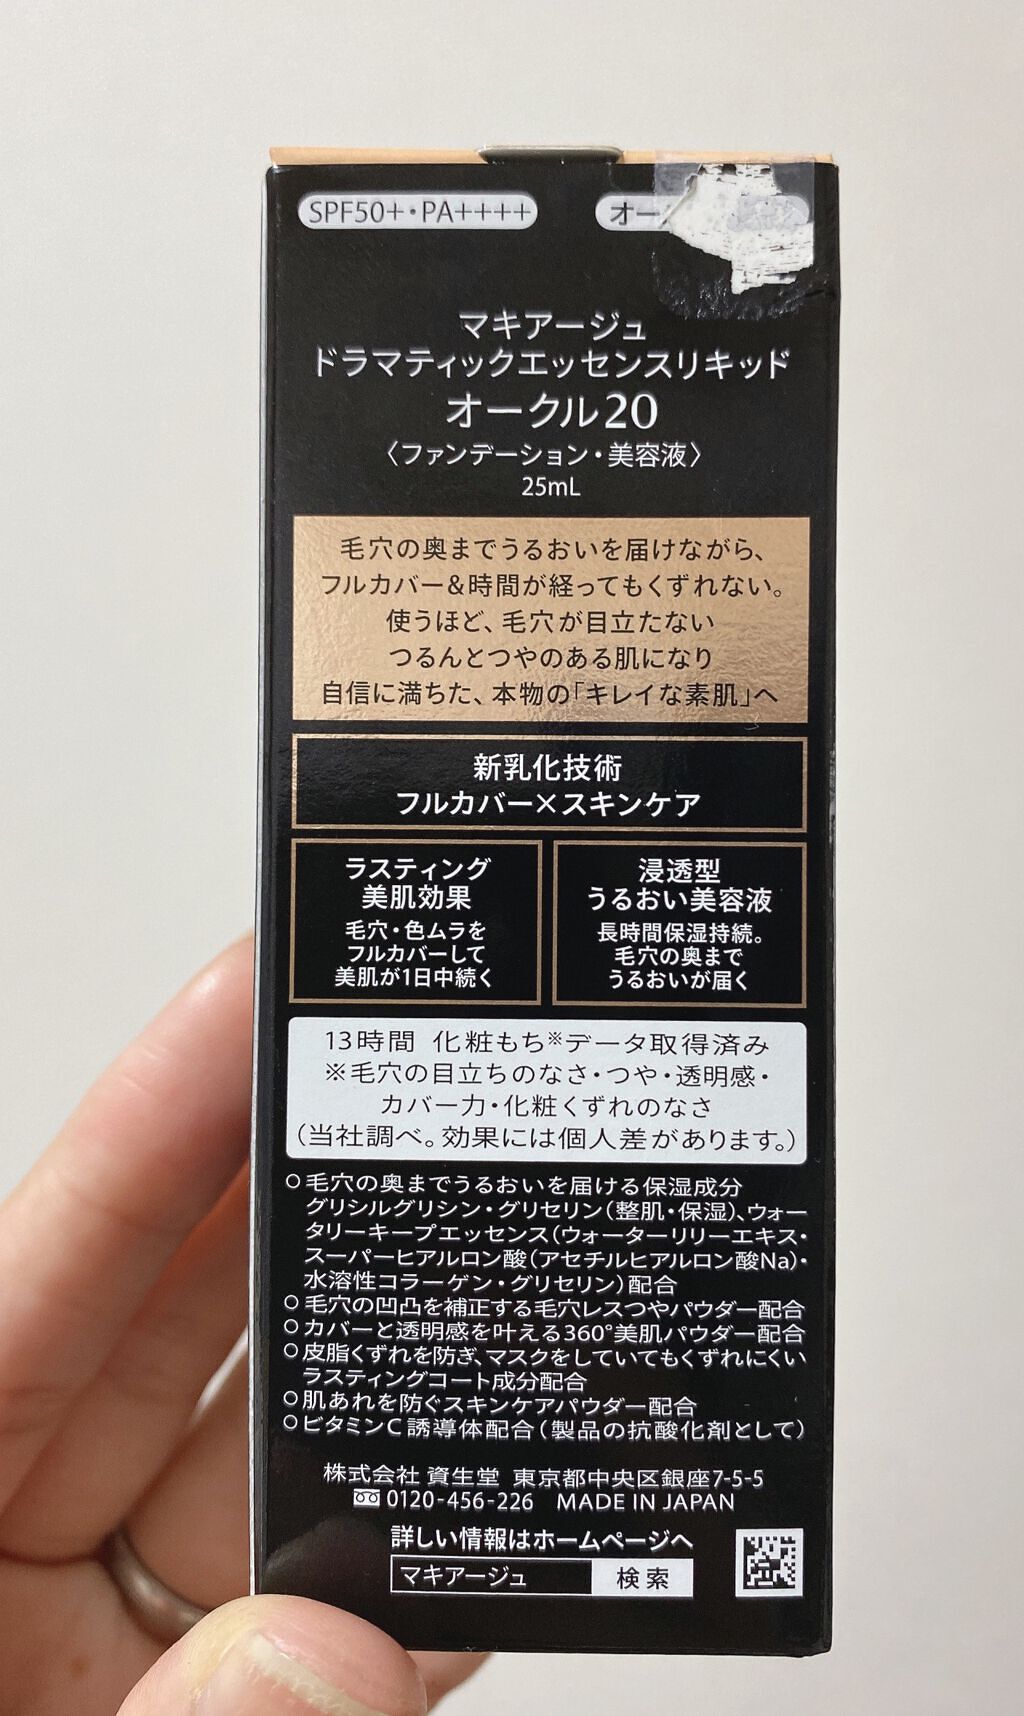 SPF50+・PA++++
オー
マキアージュ
ドラマティックエッセンスリキッド
オークル20
〈ファンデーション・美容液〉
25mL
毛穴の奥までうるおいを届けながら、
フルカバー&時間が経ってもくずれない。
使うほど、毛穴が目立たない
つるんとつやのある肌になり
自信に満ちた、本物の「キレイな素肌」へ
新乳化技術
フルカバー×スキンケア
ラスティング
美肌効果
毛穴・色ムラを
フルカバーして
美肌が1日中続く
浸透型
うるおい美容液
長時間保湿持続。
毛穴の奥まで
うるおいが届く
13時間 化粧もち※データ取得済み
※毛穴の目立ちのなさ・つや・透明感・
カバー力・化粧くずれのなさ
(当社調べ。効果には個人差があります。)
○毛穴の奥までうるおいを届ける保湿成分
グリシルグリシン・グリセリン(整肌・保湿)、ウォー
タリーキープエッセンス(ウォーターリリーエキス・
スーパーヒアルロン酸(アセチルヒアルロン酸Na)・
水溶性コラーゲン・グリセリン)配合
○毛穴の凹凸を補正する毛穴レスつやパウダー配合
○カバーと透明感を叶える360°美肌パウダー配合
○皮脂くずれを防ぎ、マスクをしていてもくずれにくい
ラスティングコート成分配合
○肌あれを防ぐスキンケアパウダー配合
○ビタミンC誘導体配合(製品の抗酸化剤として)
株式会社 資生堂 東京都中央区銀座7-5-5
0120-456-226 MADE IN JAPAN
詳しい情報はホームページへ
マキアージュ 検索